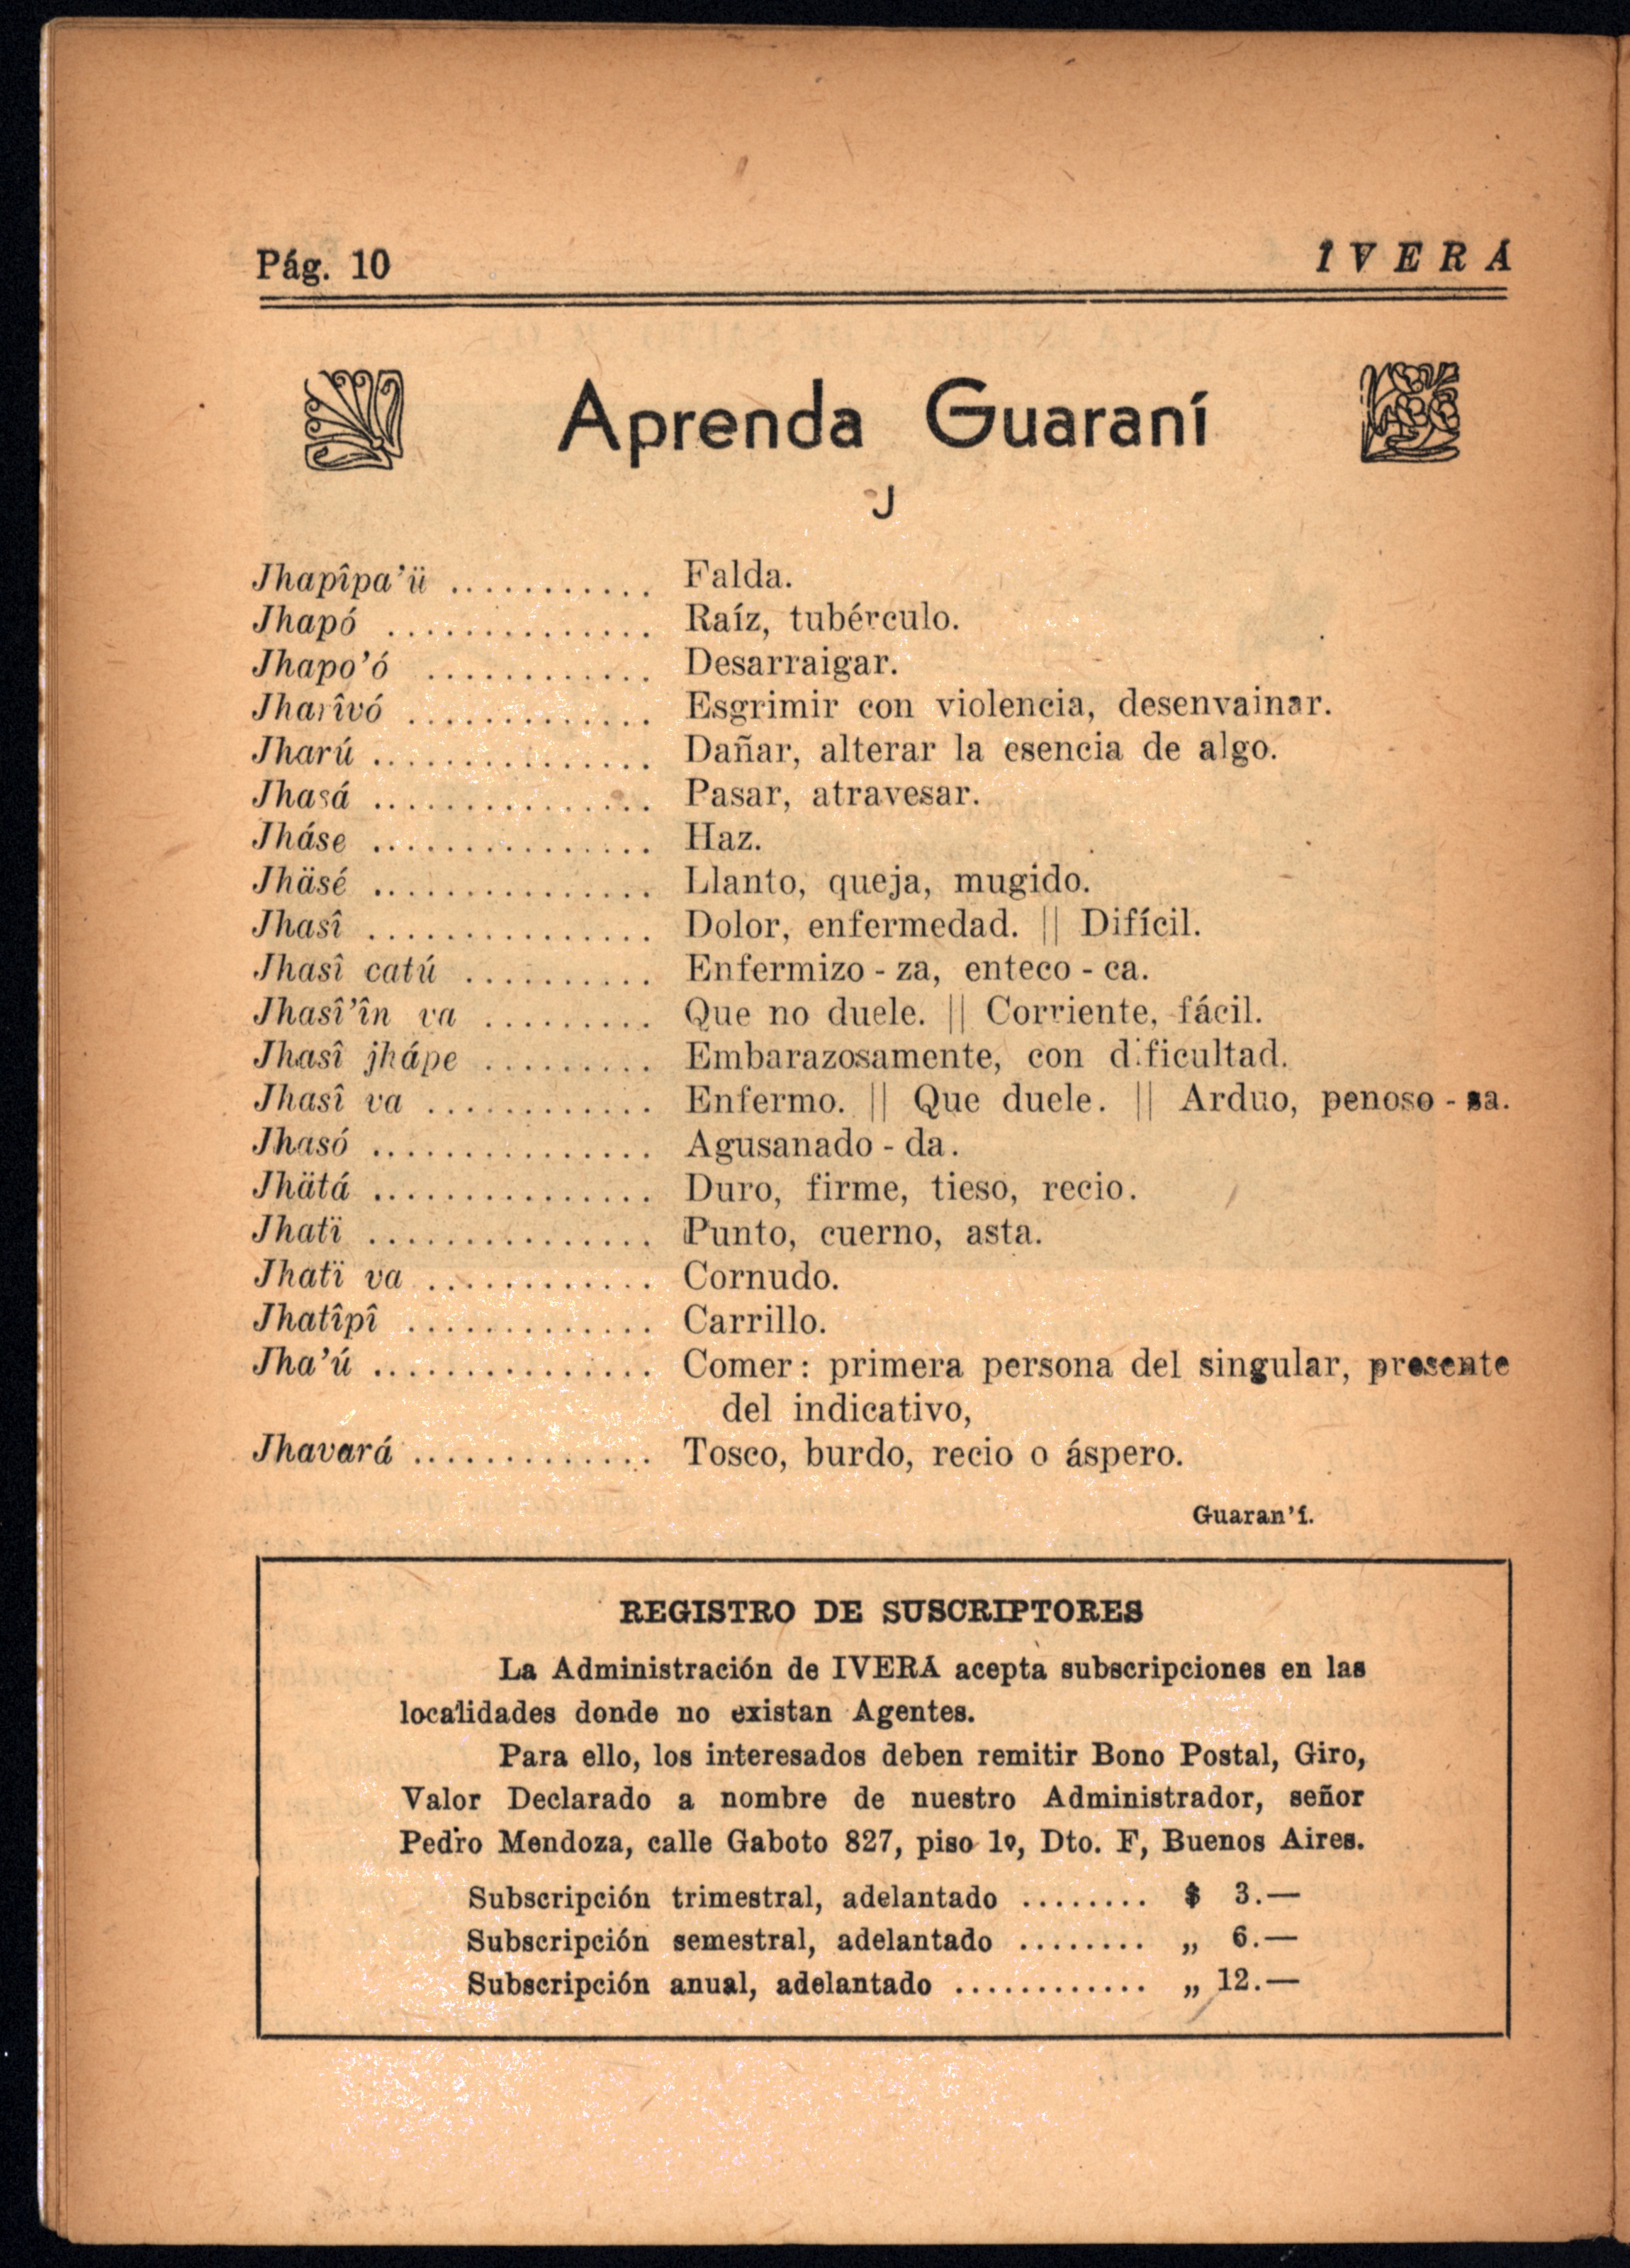 Pág. 10
IVERÁ
Aprenda Guaraní
J
Jhapîpa'ü ........... Falda.
Jhapó .............. Raíz, tubérculo.
Jhapo'ó ............ Desarraigar.
Jharîvó ............. Esgrimir con violencia, desenvainar.
Jharú ............... Dañar, alterar la esencia de algo.
Jhasá ............... Pasar, atravesar.
Jháse ............... Haz.
Jhäsé ............... Llanto, queja, mugido.
Jhasî ............... Dolor, enfermedad. || Difícil.
Jhasî catú .......... Enfermizo - za, enteco - ca.
Jhasî'în va ......... Que no duele. || Corriente, fácil.
Jhasî jhápe ......... Embarazosamente, con dificultad.
Jhasî va ............ Enfermo. || Que duele. || Arduo, penoso - sa.
Jhasó ............... Agusanado - da.
Jhätá ............... Duro, firme, tieso, recio.
Jhatï ............... Punto, cuerno, asta.
Jhatï va ............ Cornudo.
Jhatîpî ............. Carrillo.
Jha'ú ............... Comer: primera persona del singular, presente
del indicativo,
Jhavará ............. Tosco, burdo, recio o áspero.
Guaran'í.
REGISTRO DE SUSCRIPTORES
La Administración de IVERÁ acepta subscripciones en las
localidades donde no existan Agentes.
Para ello, los interesados deben remitir Bono Postal, Giro,
Valor Declarado a nombre de nuestro Administrador, señor
Pedro Mendoza, calle Gaboto 827, piso 1º, Dto. F, Buenos Aires.
Subscripción trimestral, adelantado ........ $ 3.—
Subscripción semestral, adelantado ........ „ 6.—
Subscripción anual, adelantado ............ „ 12.—